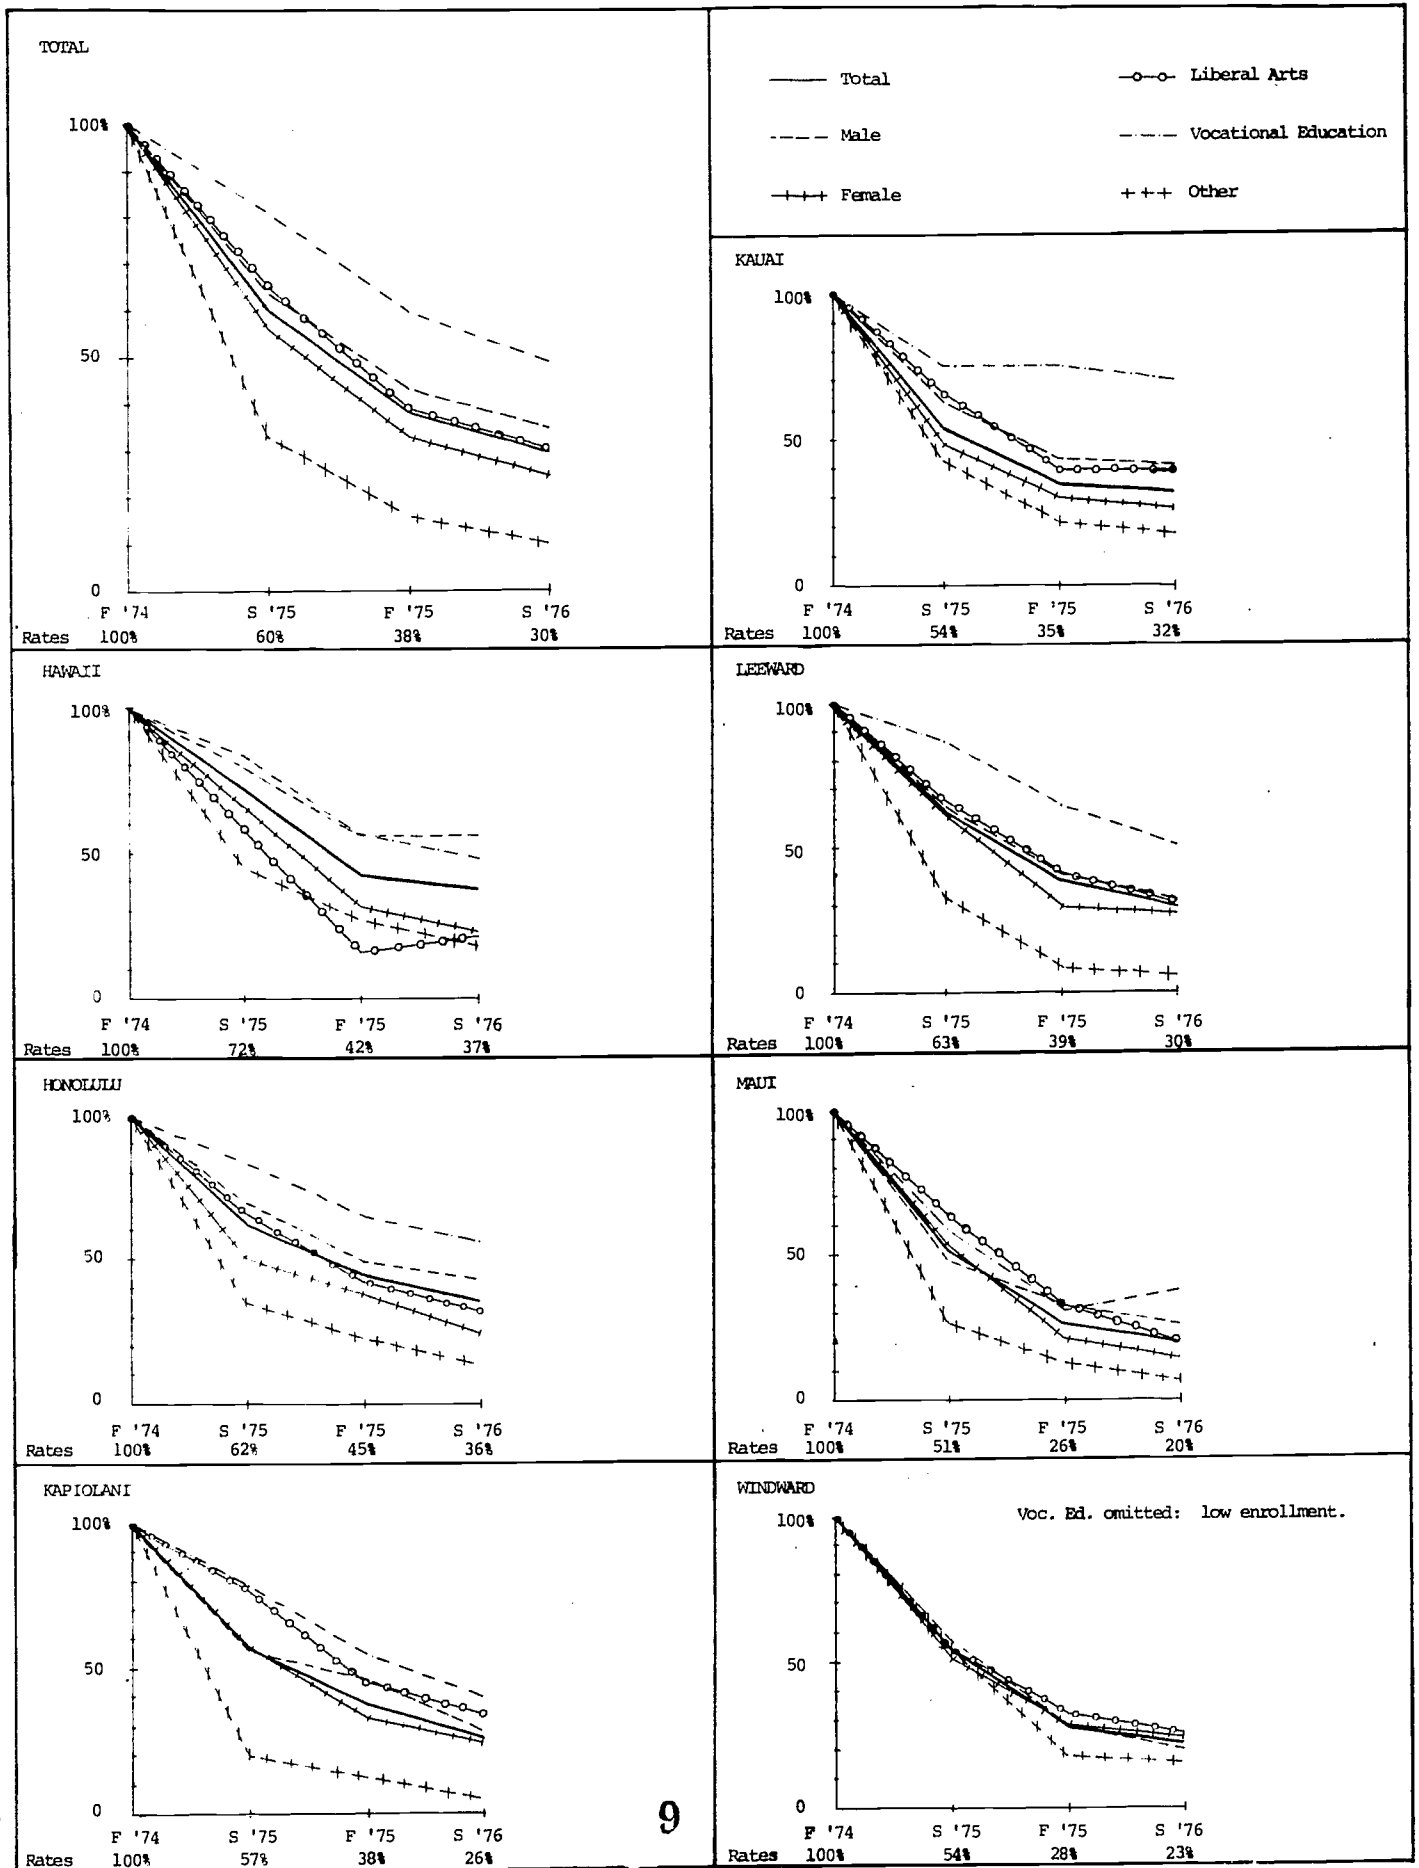 TOTAL
100%
50
0
F '74 S '75 F '75 S '76
Rates 100% 60% 38% 30%
Total
Male
Female
Liberal Arts
Vocational Education
Other
KAUAI
100%
50
0
F '74 S '75 F '75 S '76
Rates 100% 54% 35% 32%
HAWAII
100%
50
0
F '74 S '75 F '75 S '76
Rates 100% 72% 42% 37%
LEEWARD
100%
50
0
F '74 S '75 F '75 S '76
Rates 100% 63% 39% 30%
HONOLULU
100%
50
0
F '74 S '75 F '75 S '76
Rates 100% 62% 45% 36%
MAUI
100%
50
0
F '74 S '75 F '75 S '76
Rates 100% 51% 26% 20%
KAPIOLANI
100%
50
0
F '74 S '75 F '75 S '76
Rates 100% 57% 38% 26%
WINDWARD
Voc. Ed. omitted: low enrollment.
100%
50
0
F '74 S '75 F '75 S '76
Rates 100% 54% 28% 23%
9